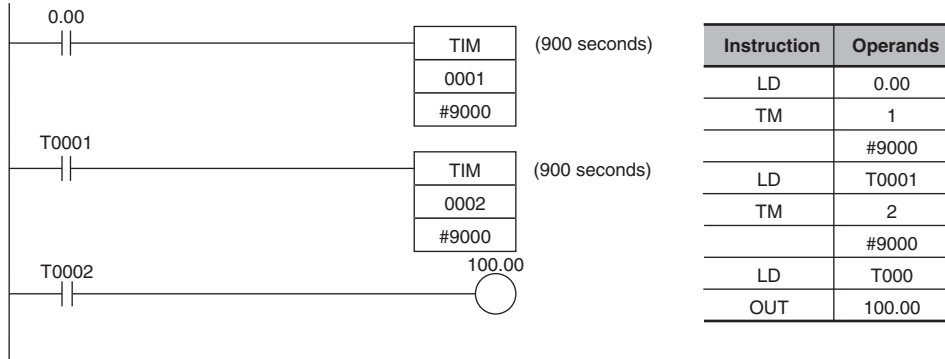 0.00
TIM (900 seconds)
0001
#9000
T0001
TIM (900 seconds)
0002
#9000
T0002
100.00
Instruction Operands
LD 0.00
TM 1
#9000
LD T0001
TM 2
#9000
LD T000
OUT 100.00